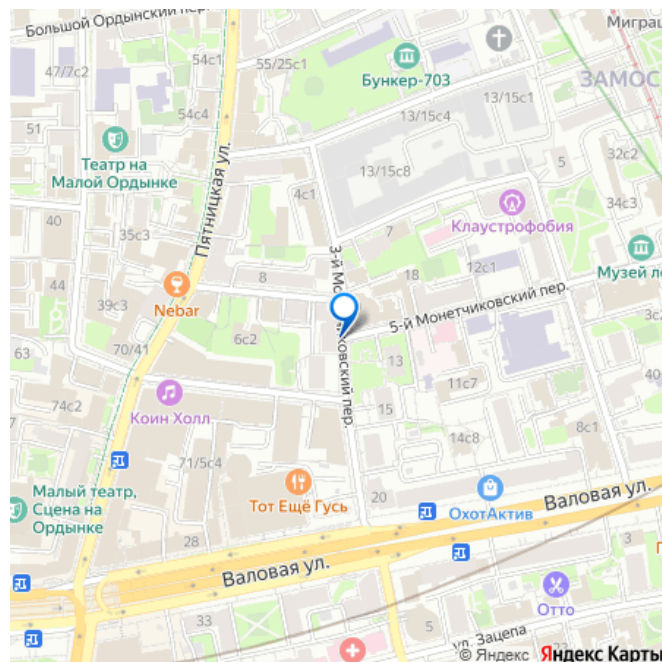 Большой Ордынский пер.
Миграц
54с1
55/25с1
47/7с2
Бункер-703
ЗАМОС
13/15с1
54с4
13/15с4
51
Театр на
Малой Ордынке
Пятницкая ул.
13/15с8
5
32с2
4с1
34с3
40
Клаустрофобия
35с3
7
3-й Мо
12с1
Музей ло
8
18
39с3
Nebar
5-й Монетчиковский пер.
3с
44
6с2
ковский пер.
63
70/41
13
11с7
74с2
Коин Холл
15
8с1
14с8
71/5с4
Малый театр,
Сцена на
Ордынке
Тот Ещё Гусь
20
ОхотАктив
Валовая ул.
28
Валовая ул.
Отто
33
6
5
ул. Зацепа
© Яндекс Яндекс Карты